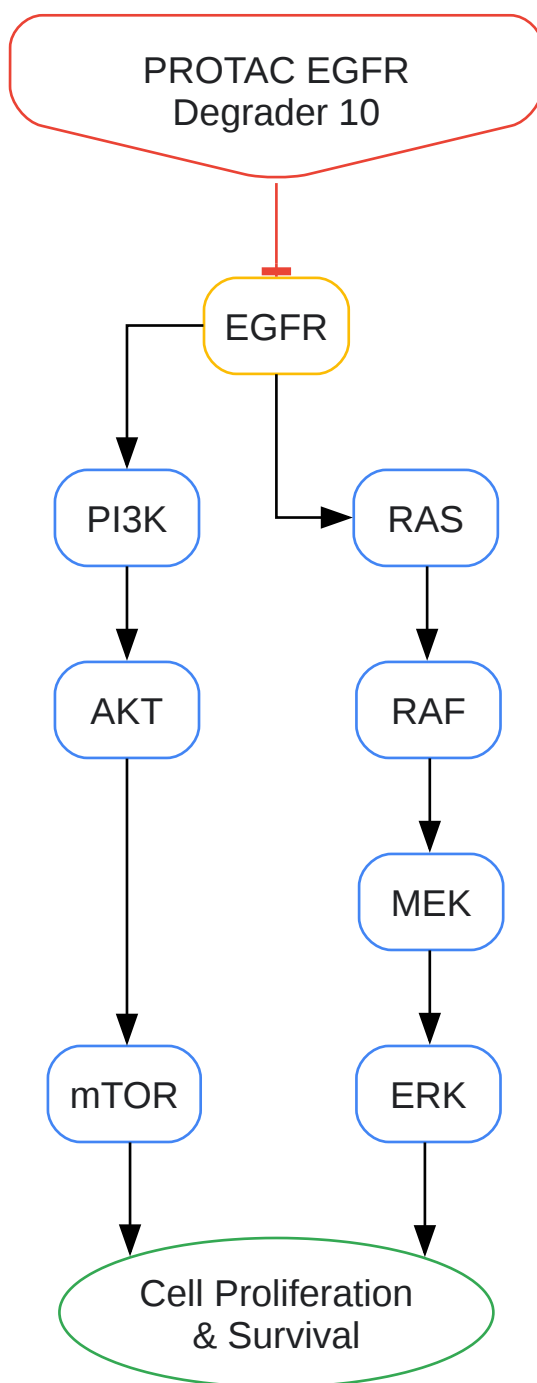 PROTAC EGFR
Degrader 10
EGFR
PI3K
RAS
AKT
RAF
MEK
mTOR
ERK
Cell Proliferation
& Survival